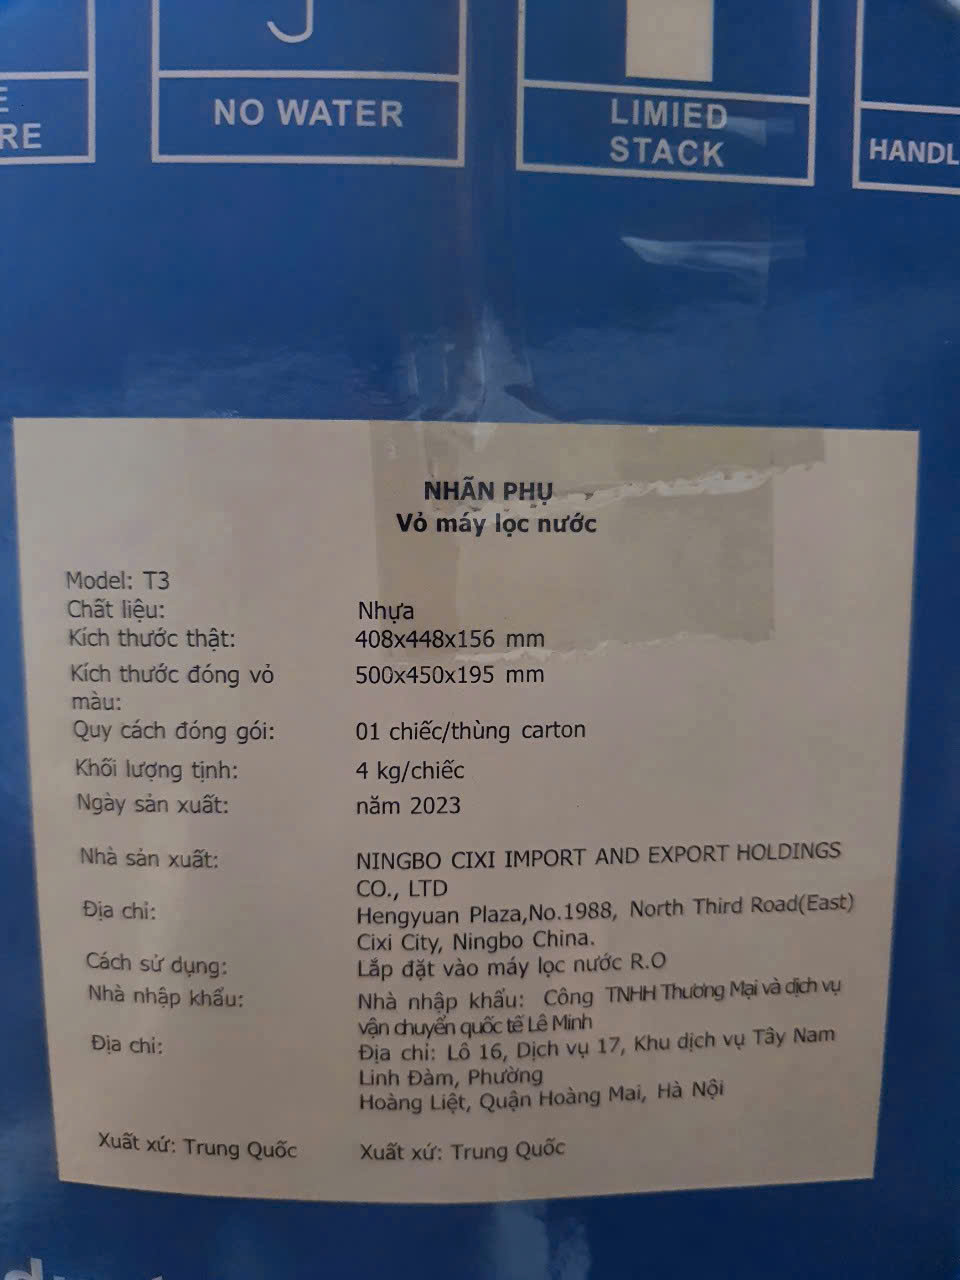 E
RE
NO WATER
LIMIED
STACK
HANDL
NHÃN PHỤ
Vỏ máy lọc nước
Model: T3
Chất liệu: Nhựa
Kích thước thật: 408x448x156 mm
Kích thước đóng vỏ màu: 500x450x195 mm
Quy cách đóng gói: 01 chiếc/thùng carton
Khối lượng tịnh: 4 kg/chiếc
Ngày sản xuất: năm 2023
Nhà sản xuất: NINGBO CIXI IMPORT AND EXPORT HOLDINGS
CO., LTD
Địa chỉ: Hengyuan Plaza,No.1988, North Third Road(East)
Cixi City, Ningbo China.
Cách sử dụng: Lắp đặt vào máy lọc nước R.O
Nhà nhập khẩu: Nhà nhập khẩu: Công TNHH Thương Mại và dịch vụ
vận chuyển quốc tế Lê Minh
Địa chỉ: Địa chỉ: Lô 16, Dịch vụ 17, Khu dịch vụ Tây Nam
Linh Đàm, Phường
Hoàng Liệt, Quận Hoàng Mai, Hà Nội
Xuất xứ: Trung Quốc Xuất xứ: Trung Quốc